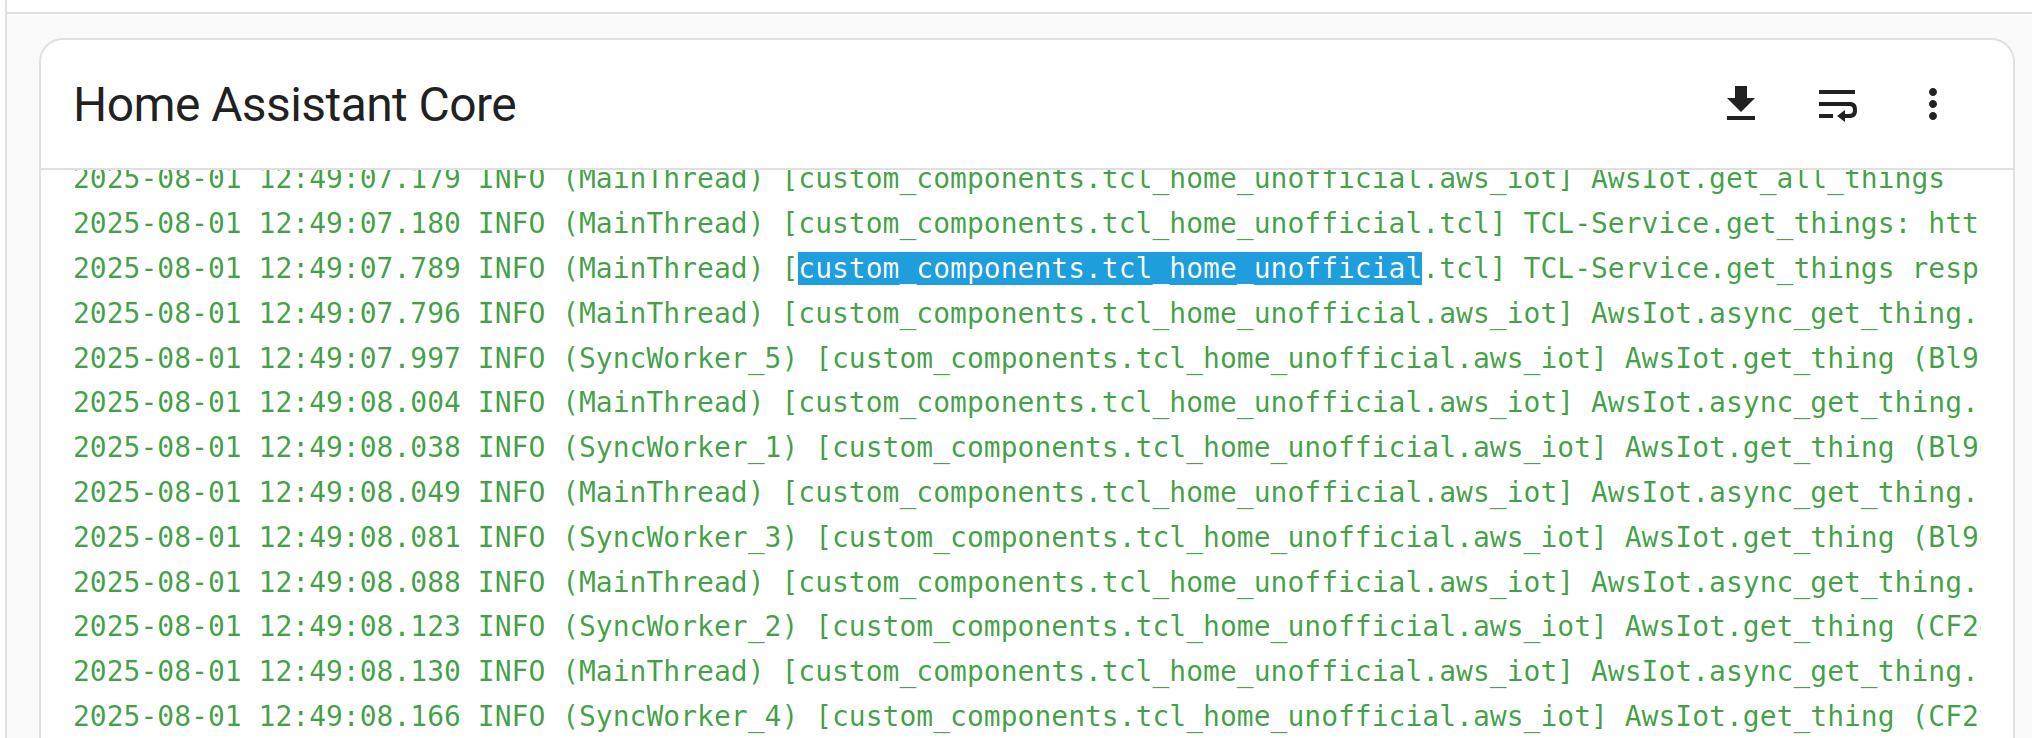 Home Assistant Core
2025-08-01 12:49:07.179 INFO (MainThread) [custom_components.tcl_home_unofficial.aws_iot] AwsIot.get_all_things
2025-08-01 12:49:07.180 INFO (MainThread) [custom_components.tcl_home_unofficial.tcl] TCL-Service.get_things: htt
2025-08-01 12:49:07.789 INFO (MainThread) [custom_components.tcl_home_unofficial.tcl] TCL-Service.get_things resp
2025-08-01 12:49:07.796 INFO (MainThread) [custom_components.tcl_home_unofficial.aws_iot] AwsIot.async_get_thing.
2025-08-01 12:49:07.997 INFO (SyncWorker_5) [custom_components.tcl_home_unofficial.aws_iot] AwsIot.get_thing (Bl9
2025-08-01 12:49:08.004 INFO (MainThread) [custom_components.tcl_home_unofficial.aws_iot] AwsIot.async_get_thing.
2025-08-01 12:49:08.038 INFO (SyncWorker_1) [custom_components.tcl_home_unofficial.aws_iot] AwsIot.get_thing (Bl9
2025-08-01 12:49:08.049 INFO (MainThread) [custom_components.tcl_home_unofficial.aws_iot] AwsIot.async_get_thing.
2025-08-01 12:49:08.081 INFO (SyncWorker_3) [custom_components.tcl_home_unofficial.aws_iot] AwsIot.get_thing (Bl9
2025-08-01 12:49:08.088 INFO (MainThread) [custom_components.tcl_home_unofficial.aws_iot] AwsIot.async_get_thing.
2025-08-01 12:49:08.123 INFO (SyncWorker_2) [custom_components.tcl_home_unofficial.aws_iot] AwsIot.get_thing (CF2
2025-08-01 12:49:08.130 INFO (MainThread) [custom_components.tcl_home_unofficial.aws_iot] AwsIot.async_get_thing.
2025-08-01 12:49:08.166 INFO (SyncWorker_4) [custom_components.tcl_home_unofficial.aws_iot] AwsIot.get_thing (CF2